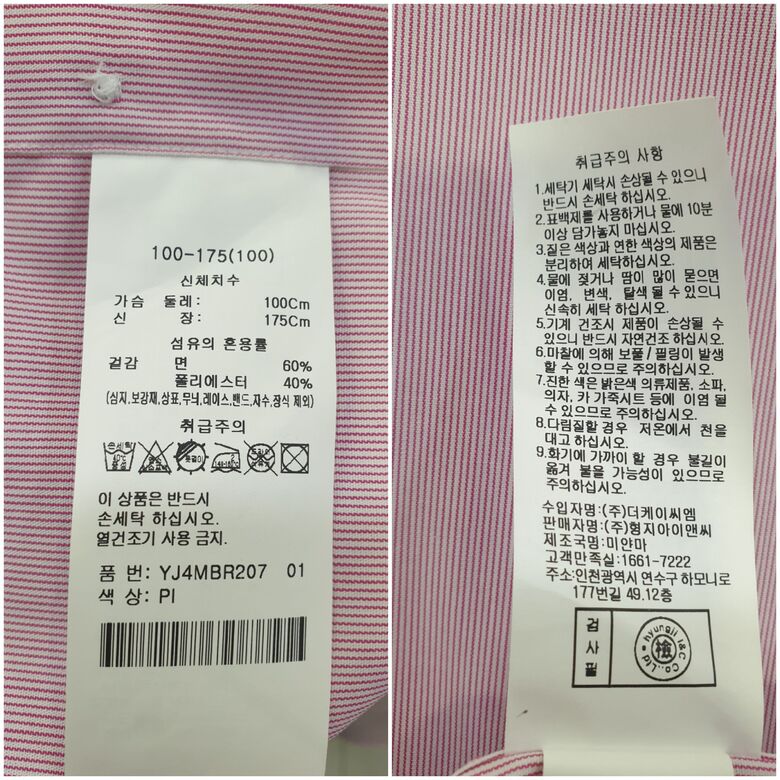 100-175(100)
신체치수
가슴 둘레: 100Cm
신 장: 175Cm
섬유의 혼용률
겉감 면 60%
폴리에스터 40%
(심지,보강재,상표,무늬,레이스,밴드,자수,장식 제외)
취급주의
손세탁
이 상품은 반드시
손세탁 하십시오.
열건조기 사용 금지.
품 번: YJ4MBR207 01
색 상: PI
취급주의 사항
1.세탁기 세탁시 손상될 수 있으니
반드시 손세탁 하십시오.
2.표백제를 사용하거나 물에 10분
이상 담가놓지 마십시오.
3.짙은 색상과 연한 색상의 제품은
분리하여 세탁하십시오.
4.물에 젖거나 땀이 많이 묻으면
이염, 변색, 탈색 될 수 있으니
신속히 세탁 하십시오.
5.기계 건조시 제품이 손상될 수
있으니 반드시 자연건조 하십시오.
6.마찰에 의해 보풀/필링이 발생
할 수 있으므로 주의하십시오.
7.진한 색은 밝은색 의류제품, 소파,
의자, 카 가죽시트 등에 이염 될
수 있으므로 주의하십시오.
8.다림질할 경우 저온에서 천을
대고 하십시오.
9.화기에 가까이 할 경우 불길이
옮겨 붙을 가능성이 있으므로
주의하십시오.
수입자명:(주)더케이씨엠
판매자명:(주)형지아이앤씨
제조국명:미얀마
고객만족실:1661-7222
주소:인천광역시 연수구 하모니로
177번길 49.12층
검사필
hyungji I&C Co.,Ltd
檢